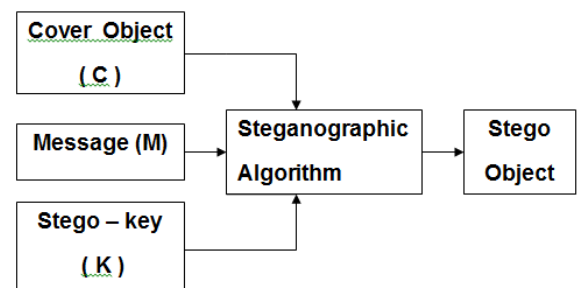 Cover Object
( C )
Message (M)
Stego – key
( K )
Steganographic
Algorithm
Stego
Object